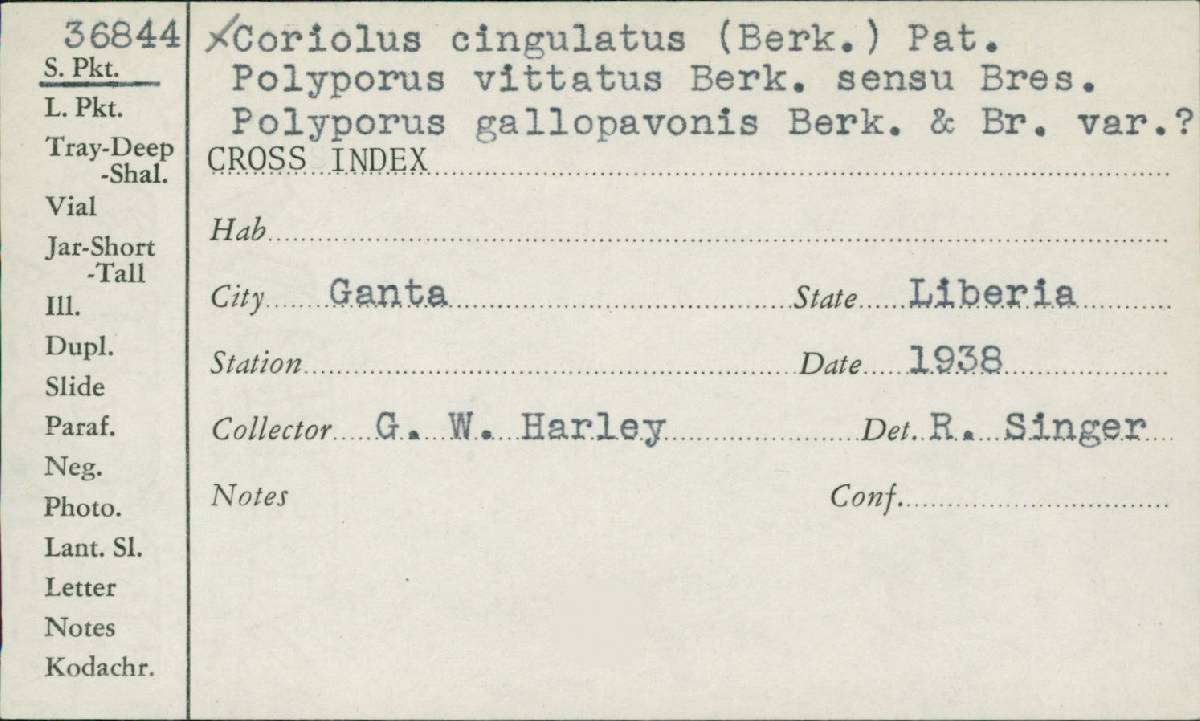 36844
S. Pkt.
L. Pkt.
Tray-Deep
-Shal.
Vial
Jar-Short
-Tall
Ill.
Dupl.
Slide
Paraf.
Neg.
Photo.
Lant. Sl.
Letter
Notes
Kodachr.
×Coriolus cingulatus (Berk.) Pat.
Polyporus vittatus Berk. sensu Bres.
Polyporus gallopavonis Berk. & Br. var.?
CROSS INDEX
Hab
City Ganta State Liberia
Station Date 1938
Collector G. W. Harley Det. R. Singer
Notes Conf.